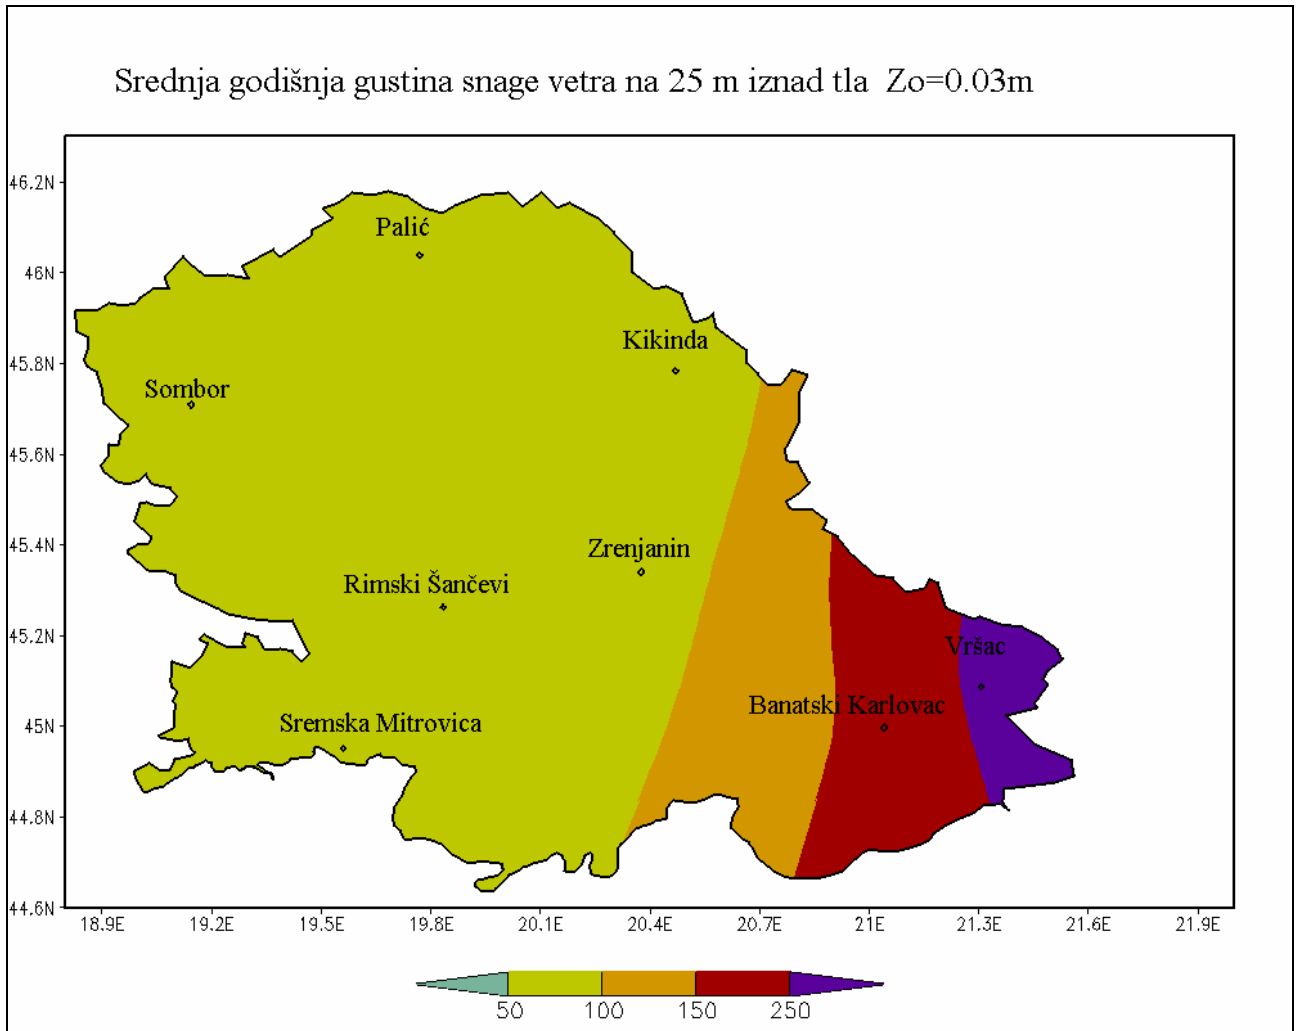 Srednja godišnja gustina snage vetra na 25 m iznad tla Zo=0.03m
46.2N
Palić
46N
Kikinda
45.8N
Sombor
45.6N
45.4N
Zrenjanin
Rimski Šančevi
45.2N
Vršac
Banatski Karlovac
45N
Sremska Mitrovica
44.8N
44.6N
18.9E 19.2E 19.5E 19.8E 20.1E 20.4E 20.7E 21E 21.3E 21.6E 21.9E
50 100 150 250